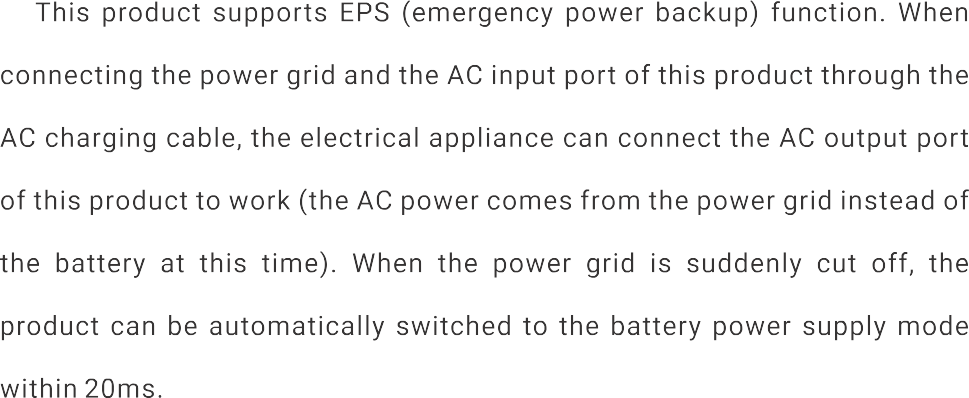 This product supports EPS (emergency power backup) function. When
connecting the power grid and the AC input port of this product through the
AC charging cable, the electrical appliance can connect the AC output port
of this product to work (the AC power comes from the power grid instead of
the battery at this time). When the power grid is suddenly cut off, the
product can be automatically switched to the battery power supply mode
within 20ms.